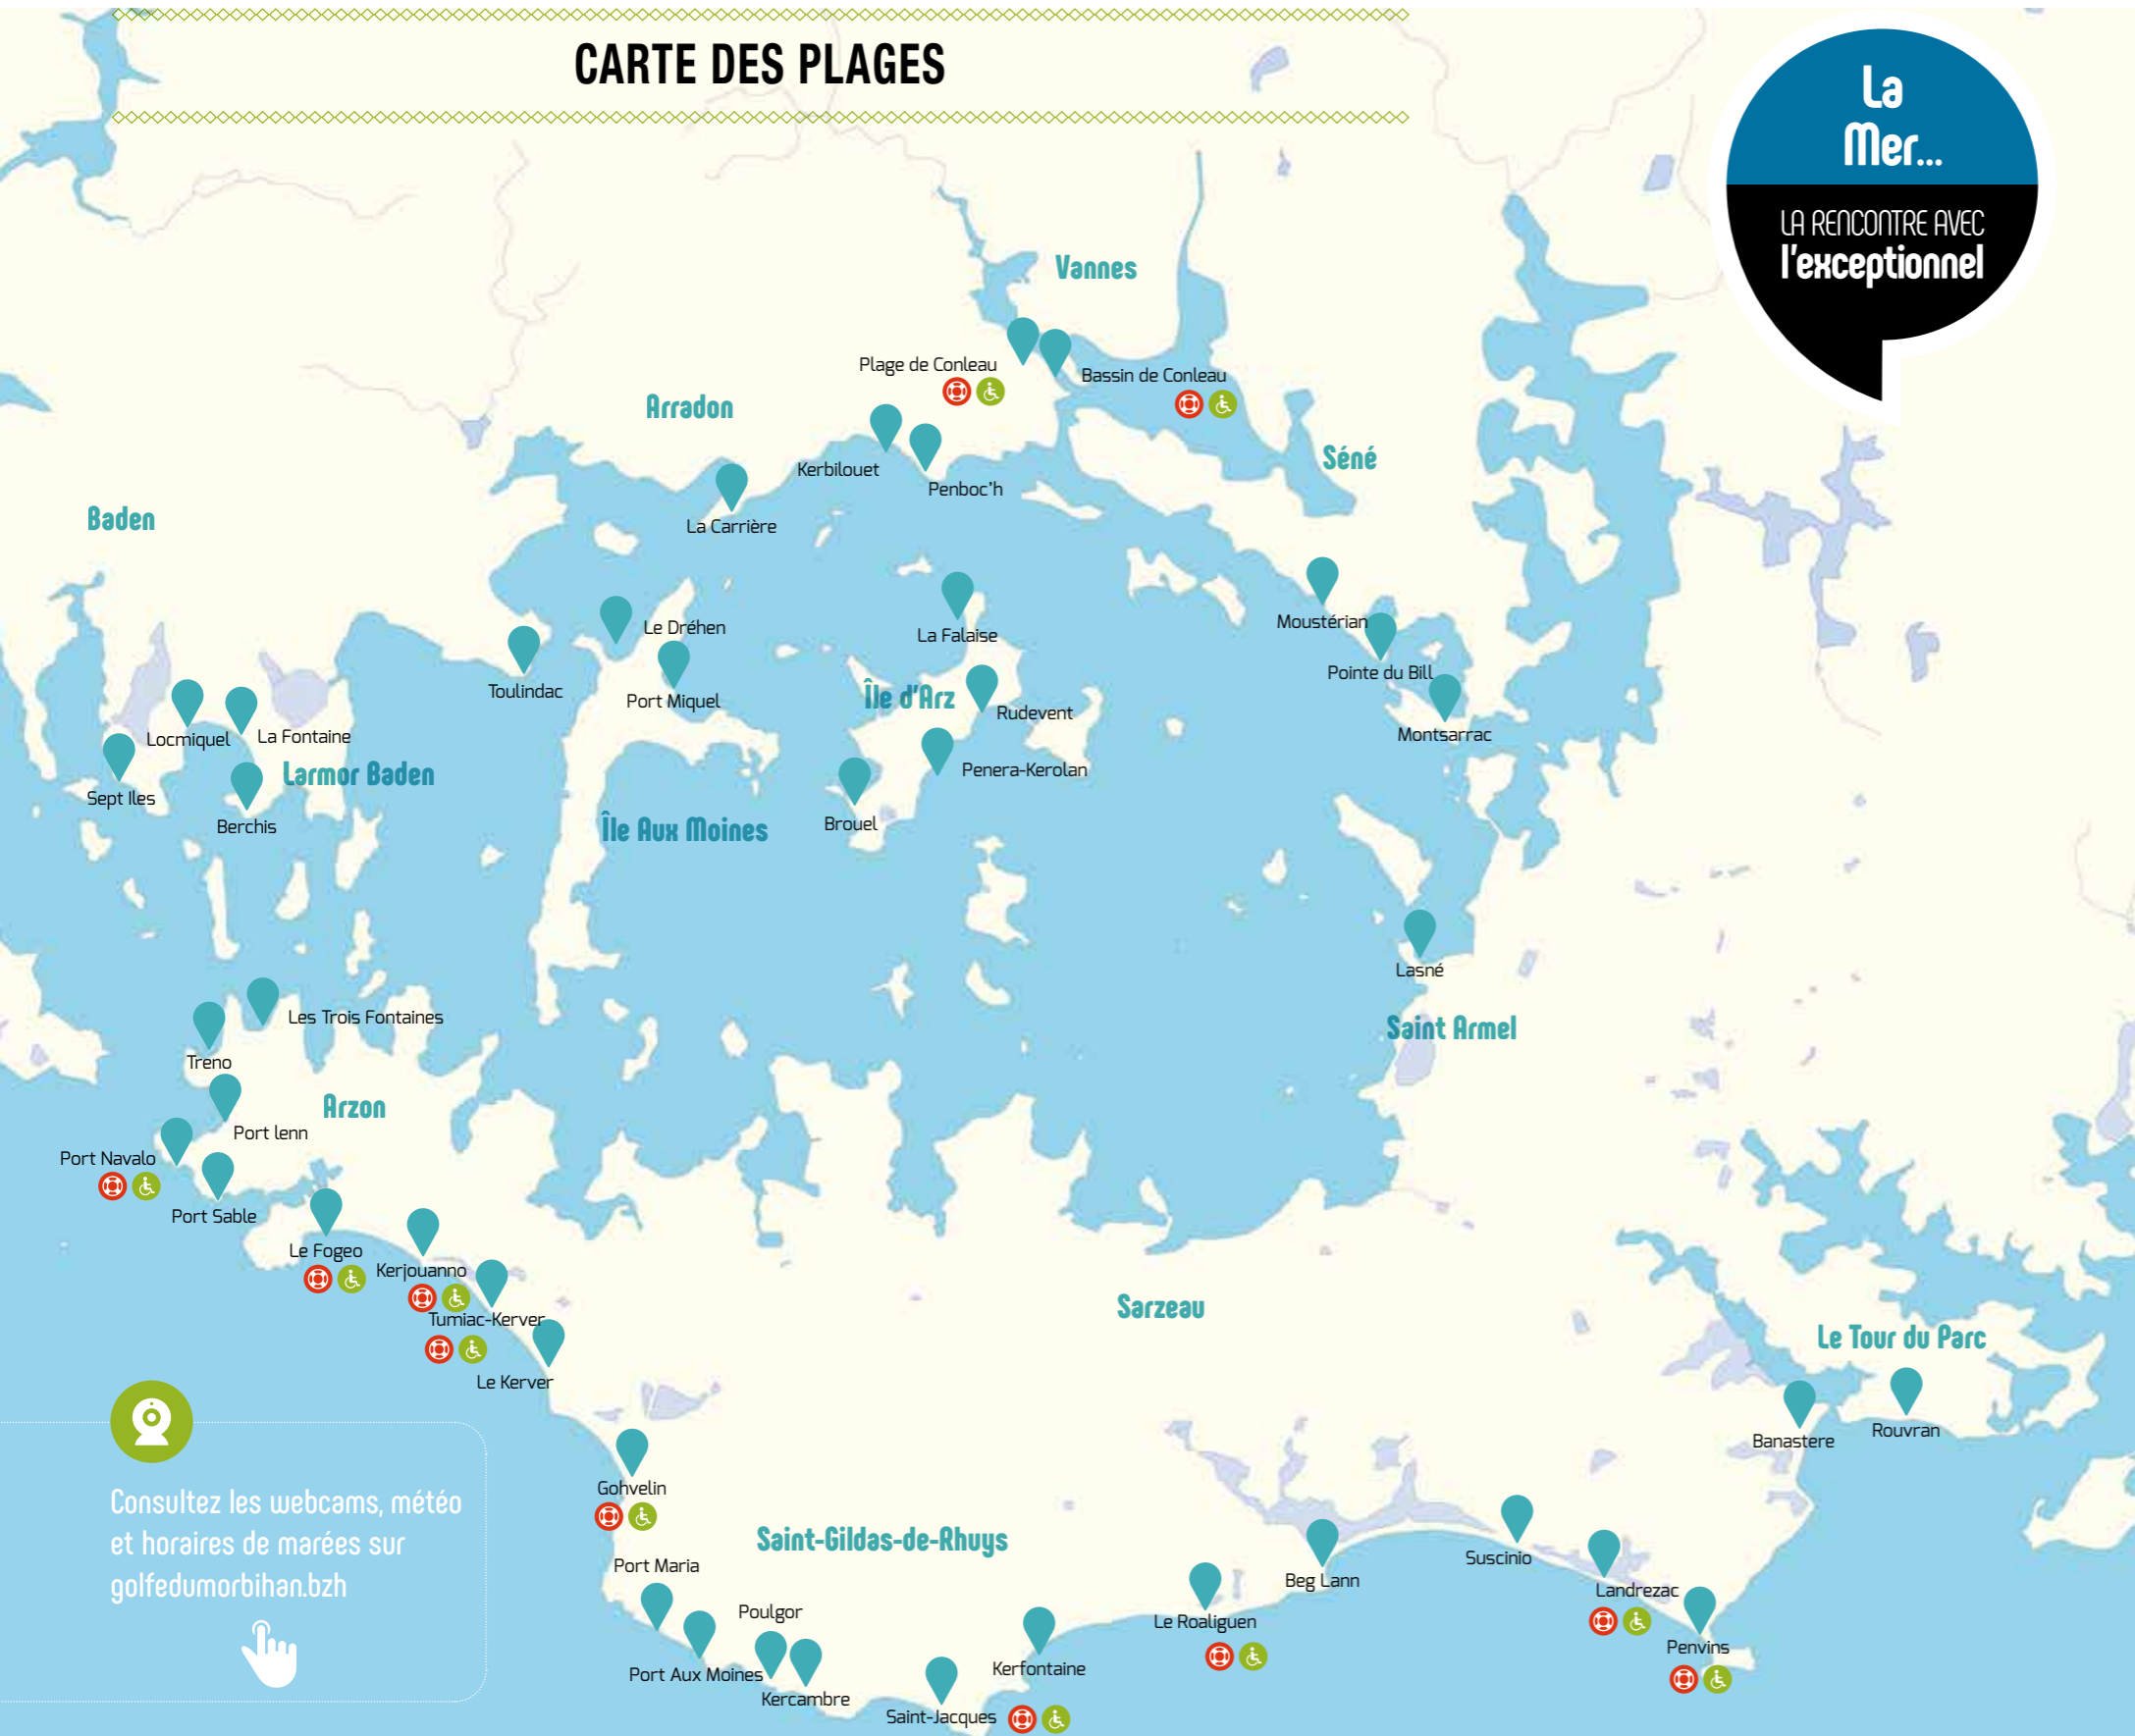 CARTE DES PLAGES
La
Mer...
LA RENCONTRE AVEC
l'exceptionnel
Vannes
Plage de Conleau
Bassin de Conleau
Arradon
Séné
Kerbilouet
Penboc'h
La Carrière
Baden
Moustérian
Le Dréhen
La Falaise
Pointe du Bill
Toulindac
Port Miquel
Île d'Arz
Rudevent
Montsarrac
Locmiquel
La Fontaine
Larmor Baden
Penera-Kerolan
Sept Iles
Berchis
Île Aux Moines
Brouel
Lasné
Les Trois Fontaines
Saint Armel
Treno
Arzon
Port lenn
Port Navalo
Port Sable
Le Fogeo
Kerjouanno
Tumiac-Kerver
Sarzeau
Le Tour du Parc
Le Kerver
Banastere
Rouvran
Gohvelin
Consultez les webcams, météo
et horaires de marées sur
golfedumorbihan.bzh
Saint-Gildas-de-Rhuys
Port Maria
Suscinio
Beg Lann
Landrezac
Poulgor
Le Roaliguen
Penvins
Port Aux Moines
Kerfontaine
Kercambre
Saint-Jacques